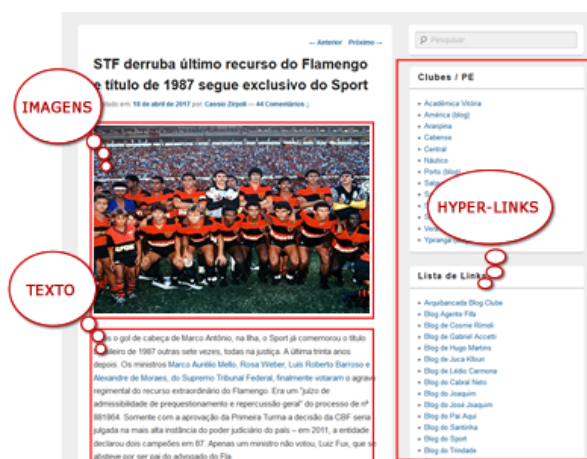 ← Anterior Próximo →
STF derruba último recurso do Flamengo
e título de 1987 segue exclusivo do Sport
em: 18 de abril de 2017 por: Cassio Zirpoli — 44 Comentários ↓
IMAGENS
TEXTO
o gol de cabeça de Marco Antônio, na Ilha, o Sport já comemorou o título
de 1987 outras sete vezes, todas na justiça. A última trinta anos
depois. Os ministros Marco Aurélio Mello, Rosa Weber, Luís Roberto Barroso e
Alexandre de Moraes, do Supremo Tribunal Federal, finalmente votaram o agravo
regimental do recurso extraordinário do Flamengo. Era um "juízo de
admissibilidade de prequestionamento e repercussão geral" do processo de nº
881864. Somente com a aprovação da Primeira Turma a decisão da CBF seria
julgada na mais alta instância do poder judiciário do país – em 2011, a entidade
declarou dois campeões em 87. Apenas um ministro não votou, Luiz Fux, que se
absteve por ser pai do advogado do Fla.
Pesquisar
Clubes / PE
Acadêmica Vitória
América (blog)
Araripina
Cabense
Central
Náutico
Porto (blog)
Ypiranga
HYPER-LINKS
Lista de Links
Arquibancada Blog Clube
Blog Agente Fifa
Blog de Cosme Rímoli
Blog de Gabriel Accetti
Blog de Hugo Martins
Blog de Juca Kfouri
Blog de Lédio Carmona
Blog do Cabral Neto
Blog do Joaquim
Blog do José Joaquim
Blog do Pai Aqui
Blog do Santinha
Blog do Sport
Blog do Trindade